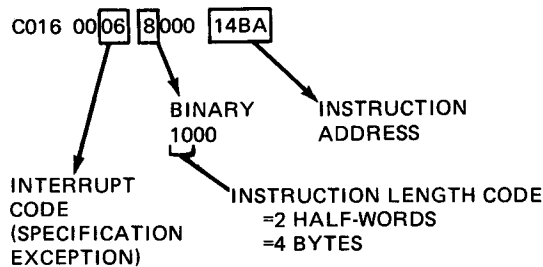 C016 0006 8000 14BA
BINARY
1000
INSTRUCTION
ADDRESS
INTERRUPT
CODE
(SPECIFICATION
EXCEPTION)
INSTRUCTION LENGTH CODE
=2 HALF-WORDS
=4 BYTES